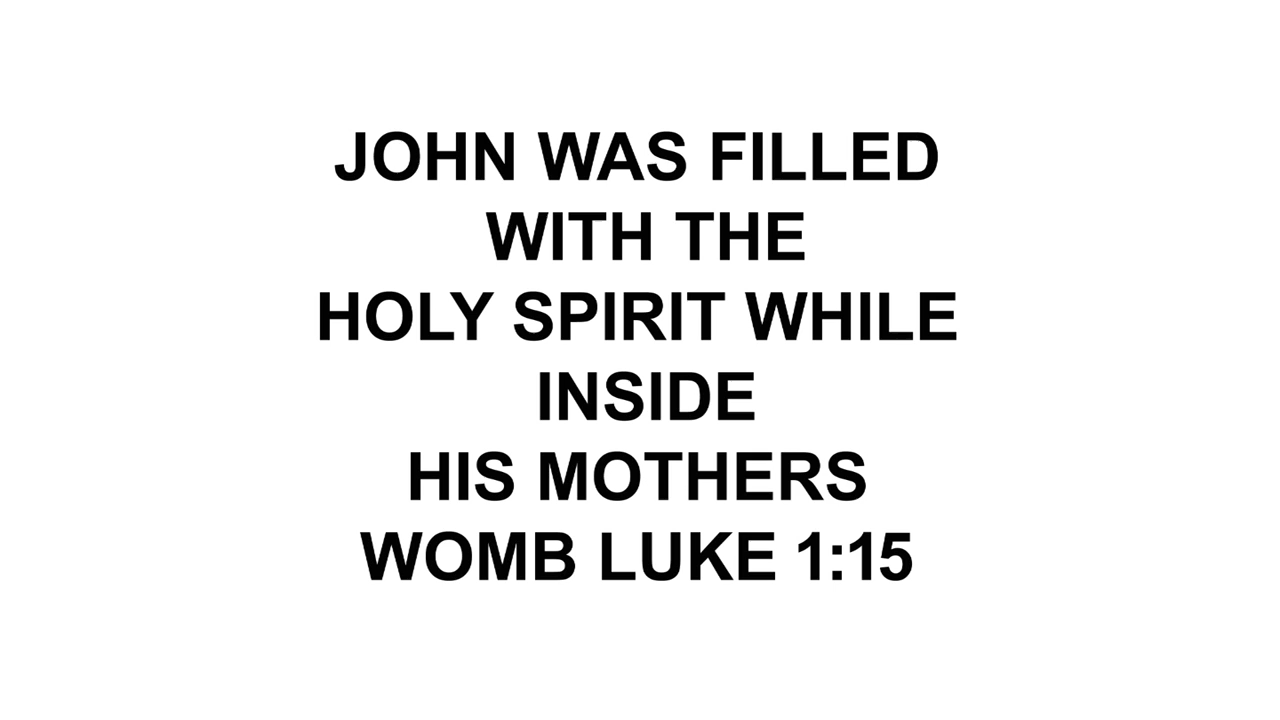 JOHN WAS FILLED
WITH THE
HOLY SPIRIT WHILE
INSIDE
HIS MOTHERS
WOMB LUKE 1:15